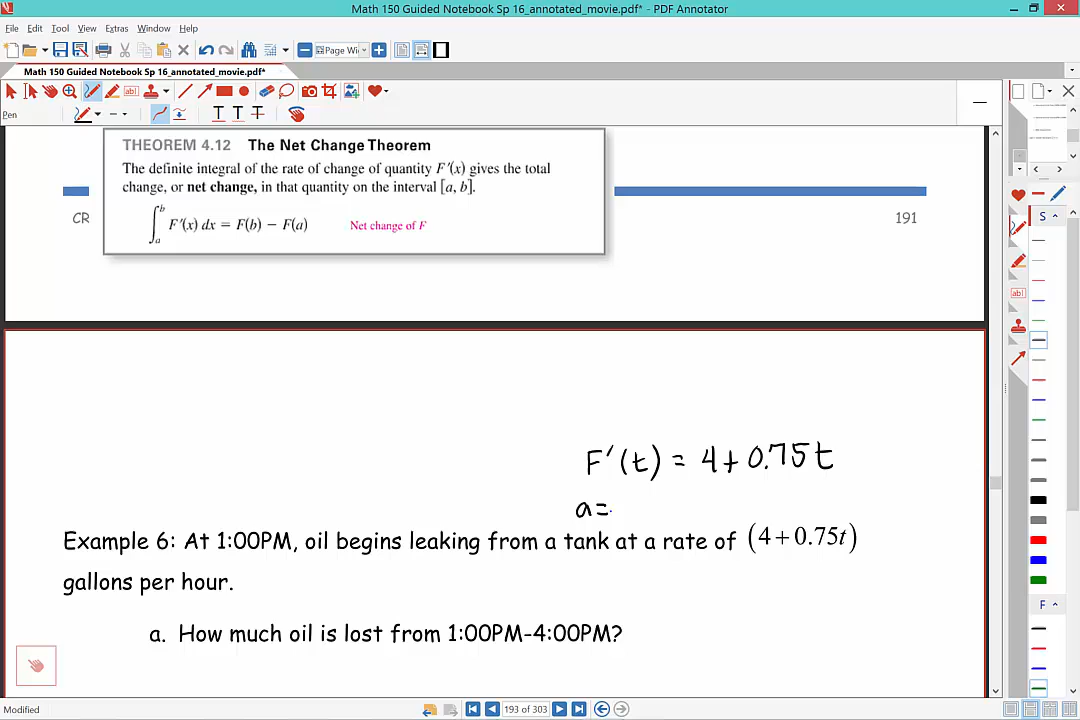 Math 150 Guided Notebook Sp 16_annotated_movie.pdf* - PDF Annotator
File Edit Tool View Extras Window Help
Page Wi
Math 150 Guided Notebook Sp 16_annotated_movie.pdf*
Pen
THEOREM 4.12 The Net Change Theorem
The definite integral of the rate of change of quantity F′(x) gives the total
change, or net change, in that quantity on the interval [a, b].
∫_a^b F′(x) dx = F(b) − F(a) Net change of F
CR 191
F′(t) = 4+0.75t
a=
Example 6: At 1:00PM, oil begins leaking from a tank at a rate of (4+0.75t)
gallons per hour.
a. How much oil is lost from 1:00PM-4:00PM?
S
F
Modified
193 of 303